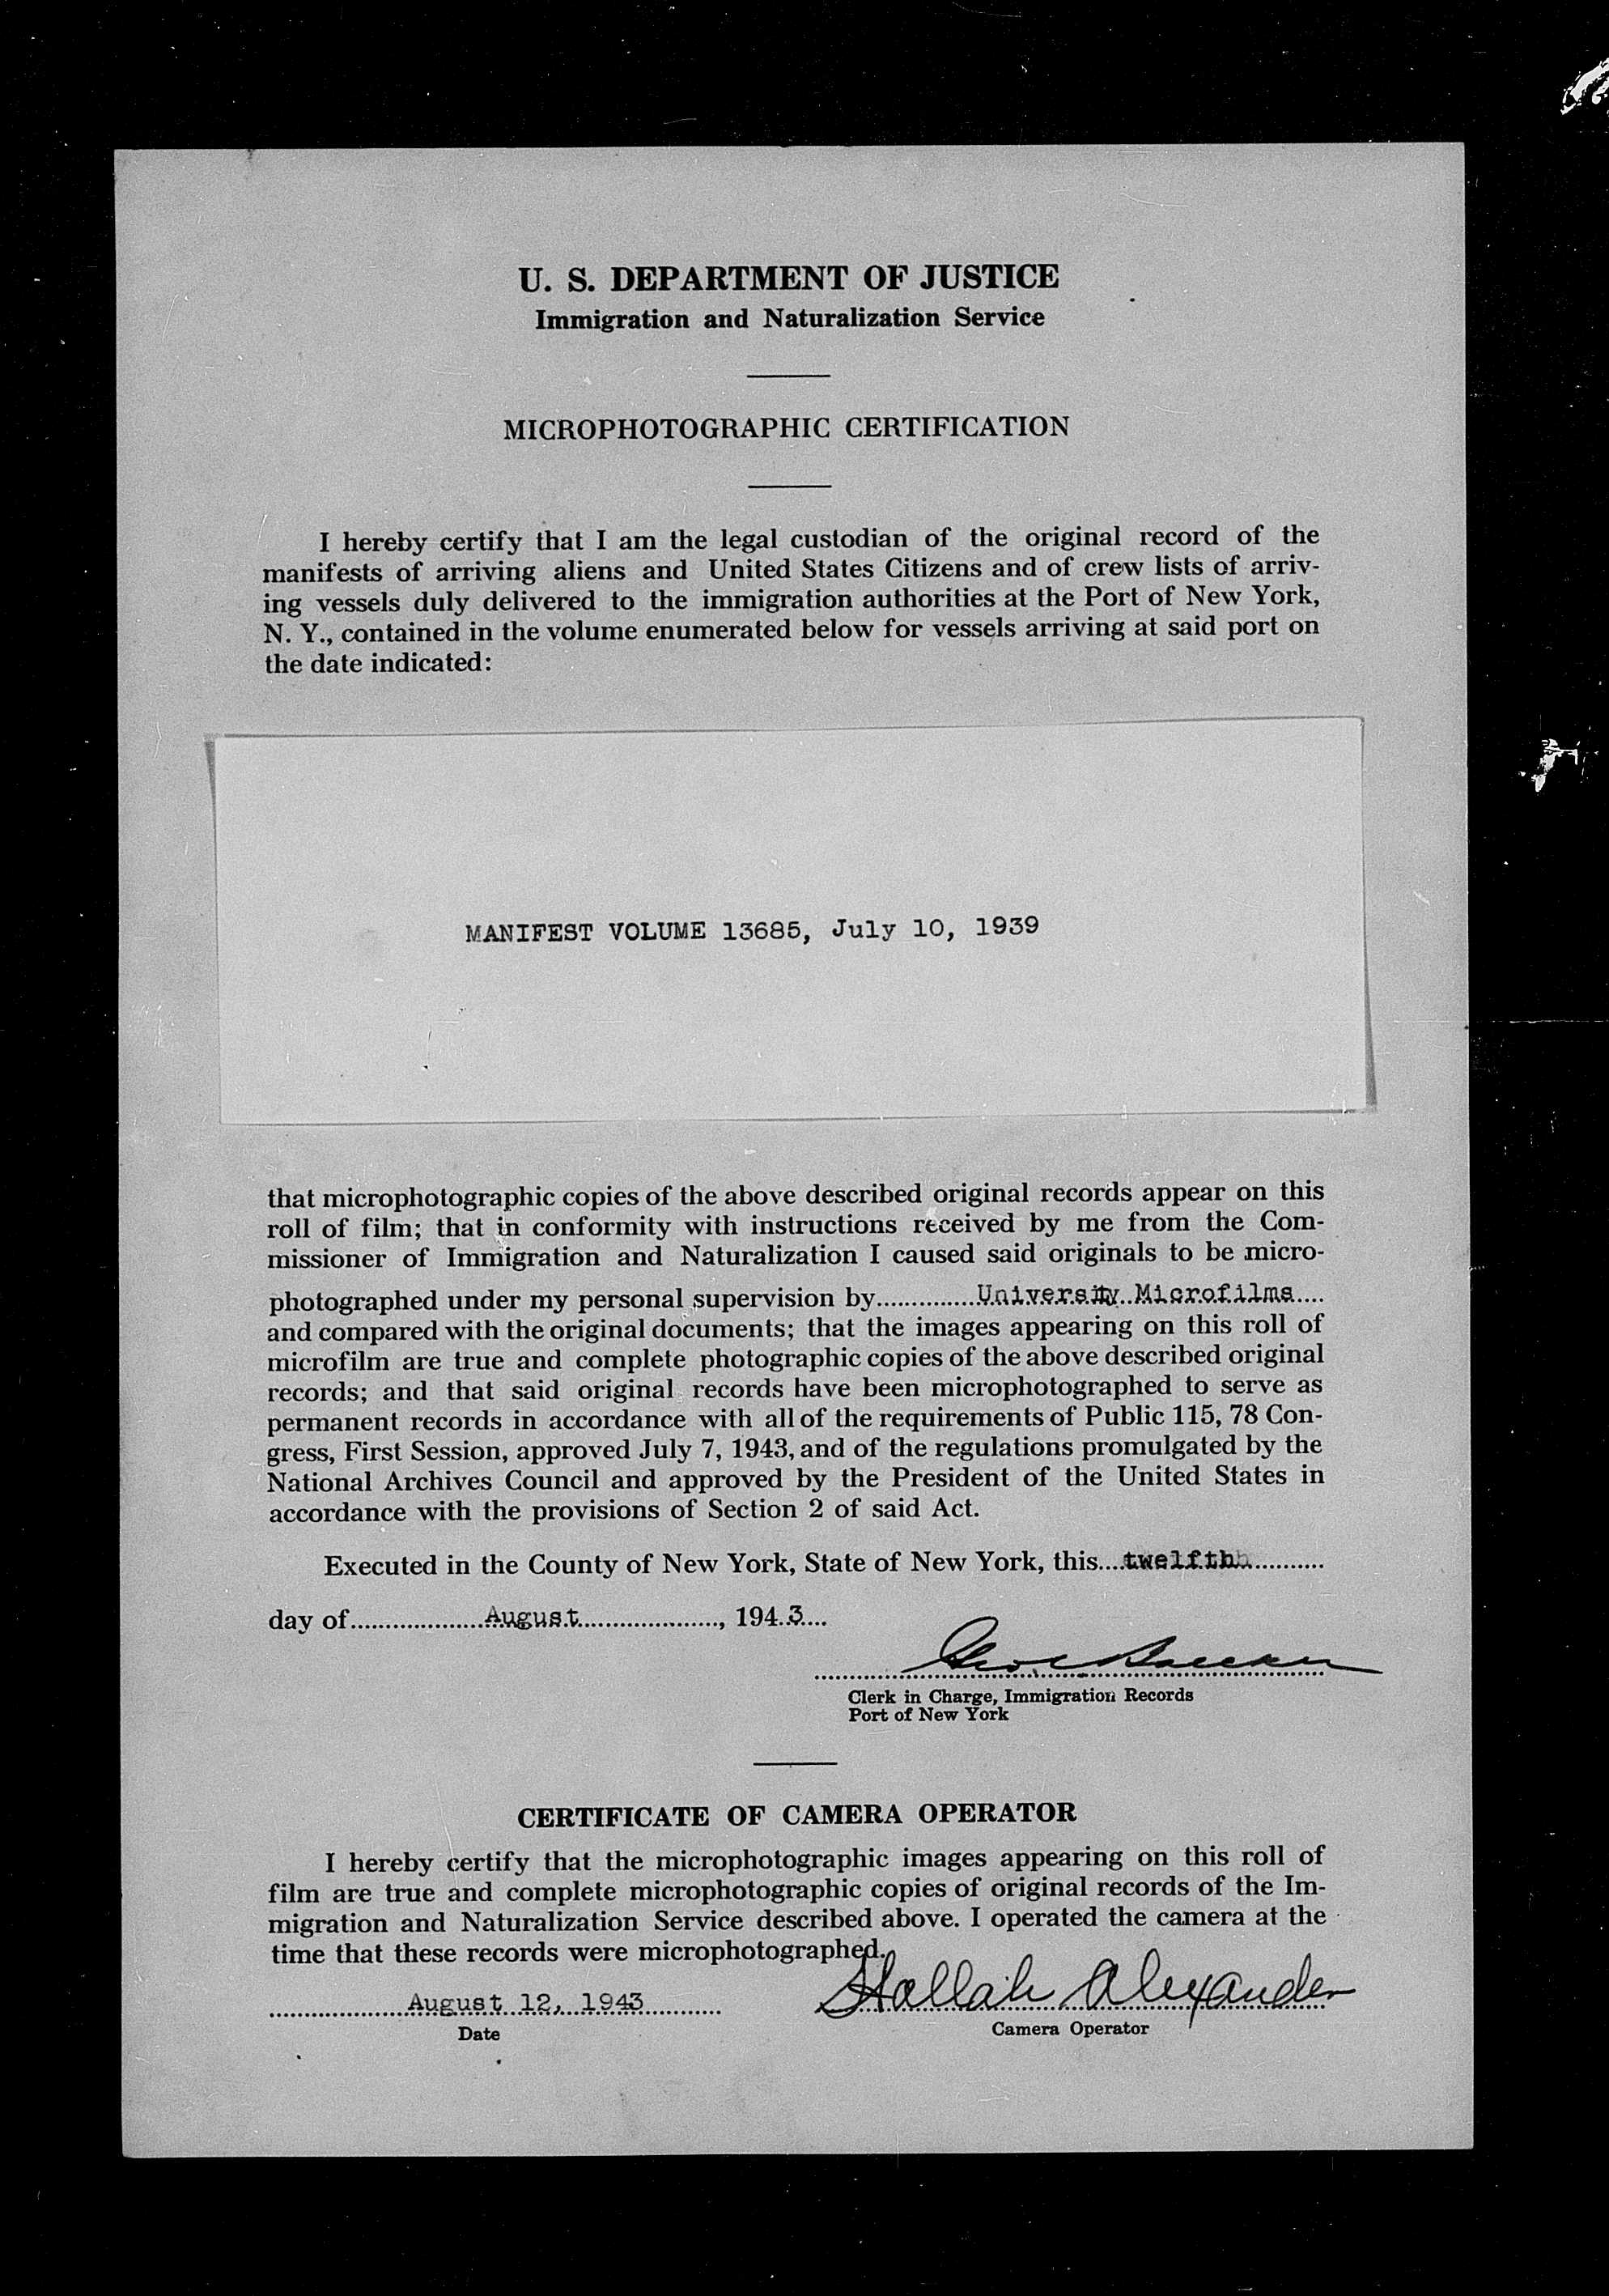 U. S. DEPARTMENT OF JUSTICE
Immigration and Naturalization Service
MICROPHOTOGRAPHIC CERTIFICATION
I hereby certify that I am the legal custodian of the original record of the
manifests of arriving aliens and United States Citizens and of crew lists of arriv-
ing vessels duly delivered to the immigration authorities at the Port of New York,
N. Y., contained in the volume enumerated below for vessels arriving at said port on
the date indicated:
MANIFEST VOLUME 13685, July 10, 1939
that microphotographic copies of the above described original records appear on this
roll of film; that in conformity with instructions received by me from the Com-
missioner of Immigration and Naturalization I caused said originals to be micro-
photographed under my personal supervision by University Microfilms
and compared with the original documents; that the images appearing on this roll of
microfilm are true and complete photographic copies of the above described original
records; and that said original records have been microphotographed to serve as
permanent records in accordance with all of the requirements of Public 115, 78 Con-
gress, First Session, approved July 7, 1943, and of the regulations promulgated by the
National Archives Council and approved by the President of the United States in
accordance with the provisions of Section 2 of said Act.
Executed in the County of New York, State of New York, this twelfth
day of August, 1943
Clerk in Charge, Immigration Records
Port of New York
CERTIFICATE OF CAMERA OPERATOR
I hereby certify that the microphotographic images appearing on this roll of
film are true and complete microphotographic copies of original records of the Im-
migration and Naturalization Service described above. I operated the camera at the
time that these records were microphotographed.
August 12, 1943 Alexander
Date Camera Operator